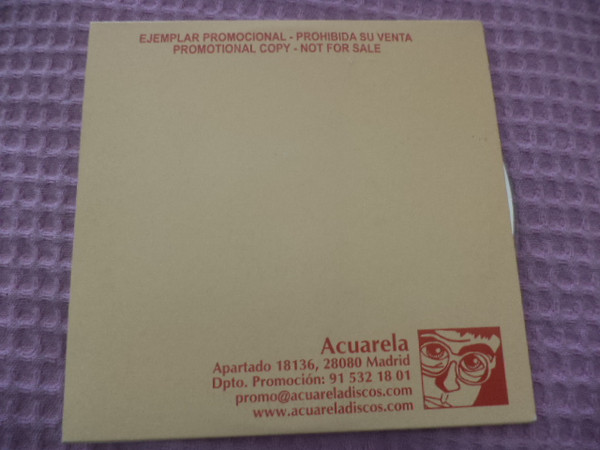 EJEMPLAR PROMOCIONAL - PROHIBIDA SU VENTA
PROMOTIONAL COPY - NOT FOR SALE
Acuarela
Apartado 18136, 28080 Madrid
Dpto. Promoción: 91 532 18 01
promo@acuareladiscos.com
www.acuareladiscos.com